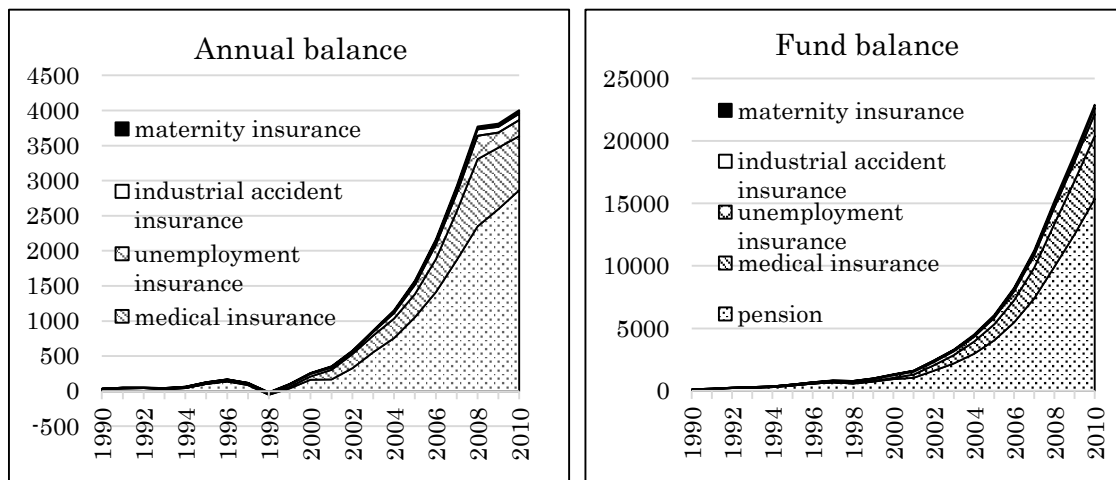 Annual balance
4500
4000
3500
3000
2500
2000
1500
1000
500
0
-500
maternity insurance
industrial accident
insurance
unemployment
insurance
medical insurance
1990
1992
1994
1996
1998
2000
2002
2004
2006
2008
2010
Fund balance
25000
20000
15000
10000
5000
0
maternity insurance
industrial accident
insurance
unemployment
insurance
medical insurance
pension
1990
1992
1994
1996
1998
2000
2002
2004
2006
2008
2010